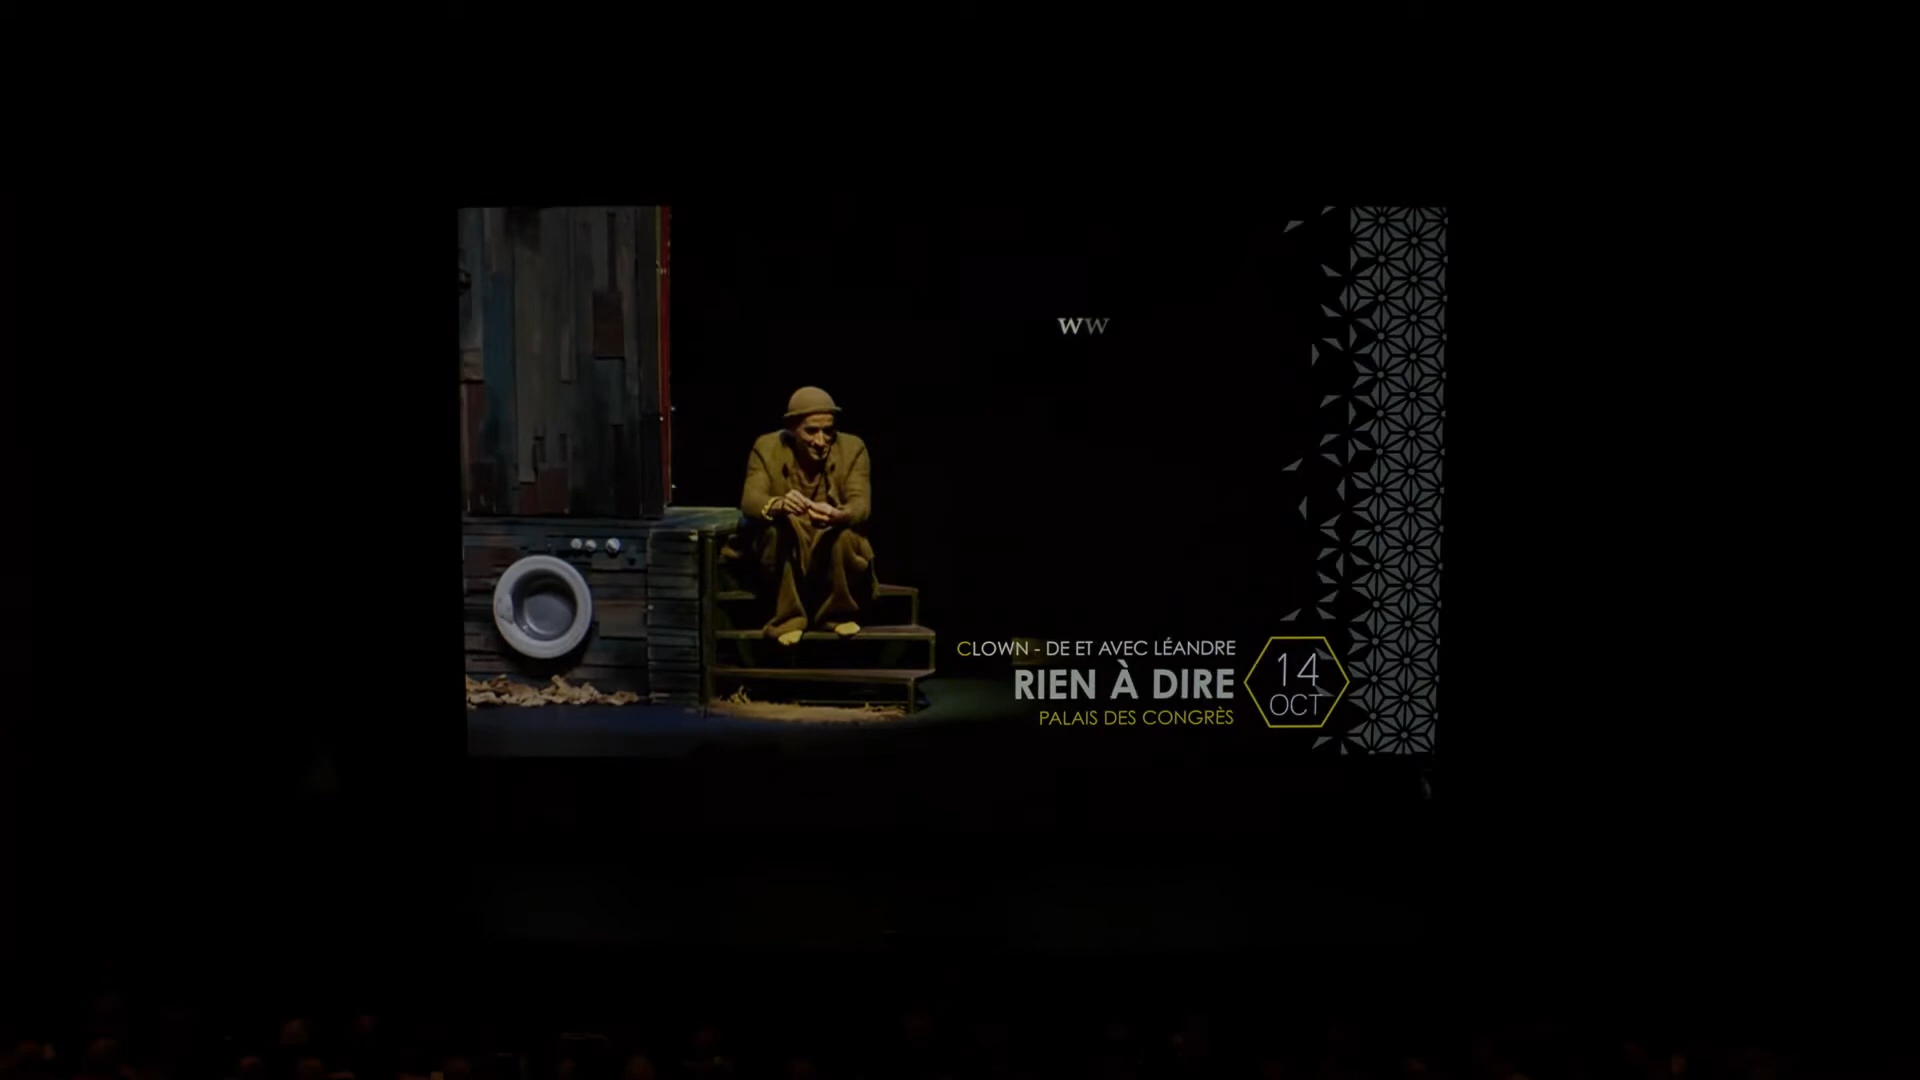 ww
CLOWN - DE ET AVEC LÉANDRE
RIEN À DIRE
PALAIS DES CONGRÈS
14
OCT